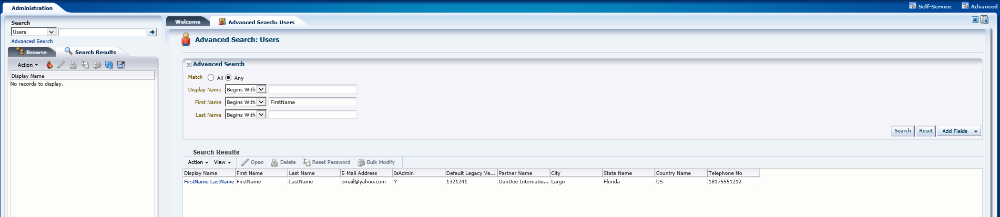 Administration
Self-Service Advanced
Search
Users
Advanced Search
Browse Search Results
Action
Display Name
No records to display.
Welcome Advanced Search: Users
Advanced Search: Users
Advanced Search
Match All Any
Display Name Begins With
First Name Begins With FirstName
Last Name Begins With
Search Reset Add Fields
Search Results
Action View Open Delete Reset Password Bulk Modify
Display Name First Name Last Name E-Mail Address IsAdmin Default Legacy Ve... Partner Name City State Name Country Name Telephone No
FirstName LastName FirstName LastName email@yahoo.com Y 1321241 DanDee Internatio... Largo Florida US 18175551212